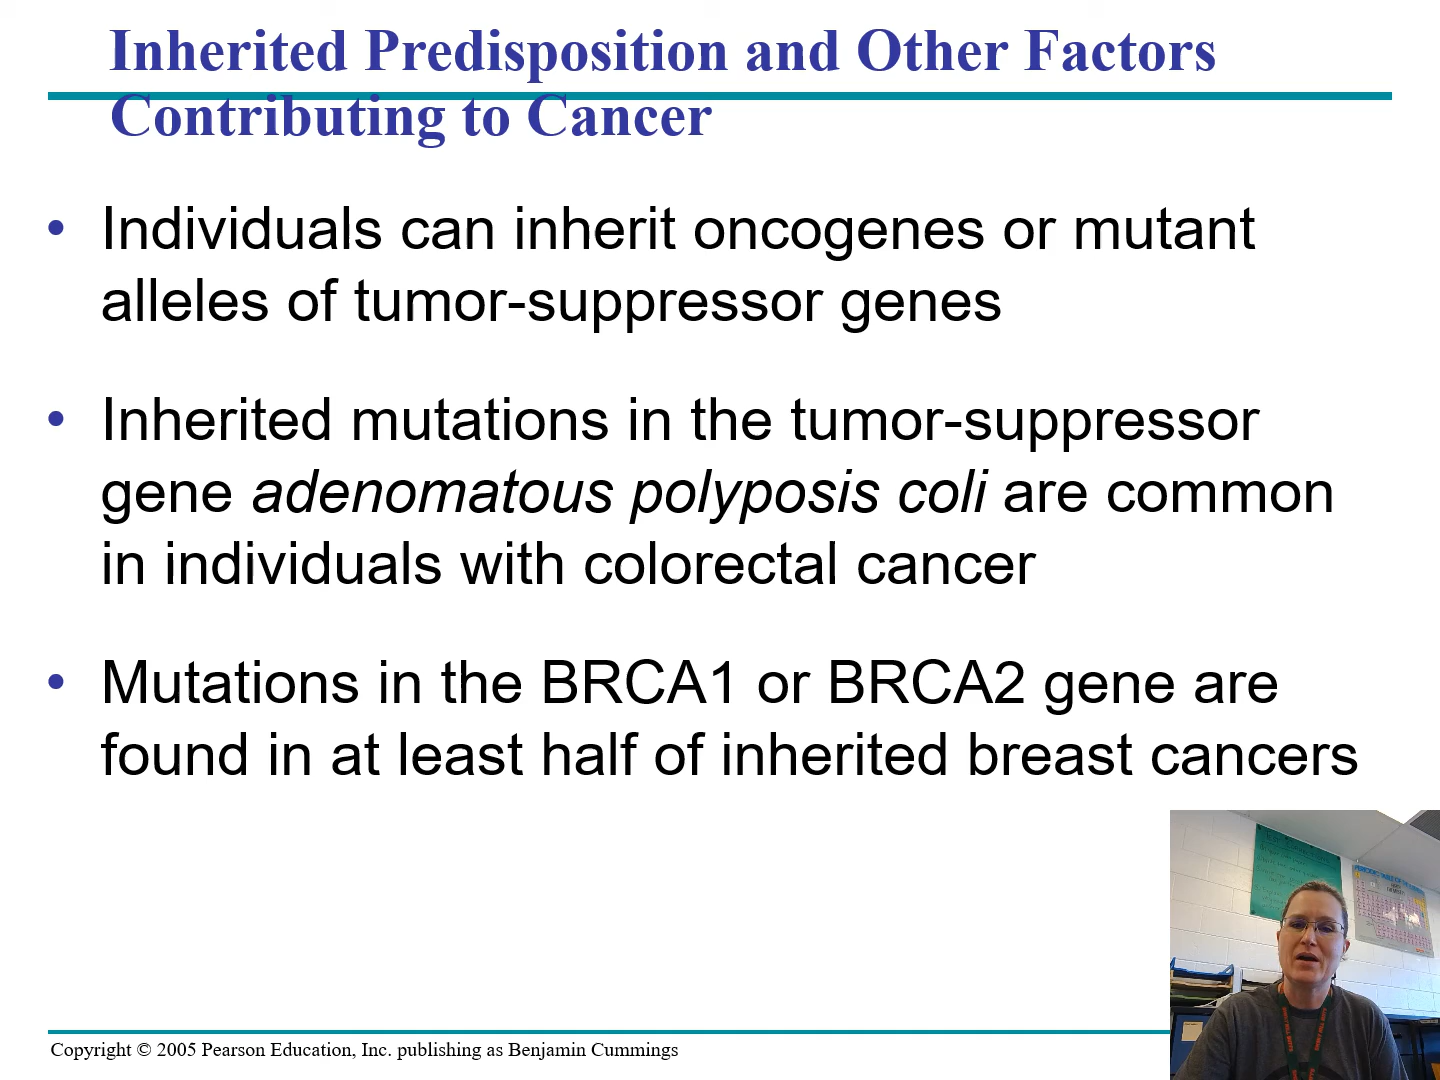 Inherited Predisposition and Other Factors
Contributing to Cancer
• Individuals can inherit oncogenes or mutant
alleles of tumor-suppressor genes
• Inherited mutations in the tumor-suppressor
gene adenomatous polyposis coli are common
in individuals with colorectal cancer
• Mutations in the BRCA1 or BRCA2 gene are
found in at least half of inherited breast cancers
Copyright © 2005 Pearson Education, Inc. publishing as Benjamin Cummings